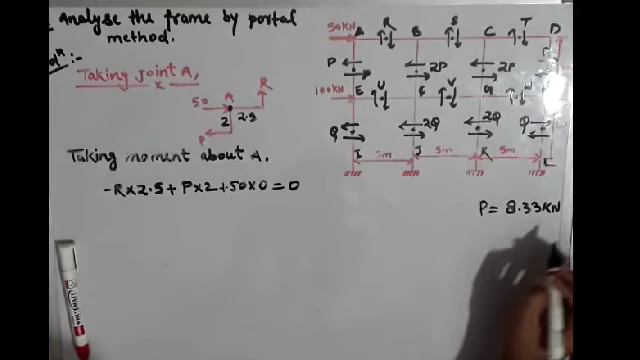 Analyse the frame by portal
method.
Soln:-
Taking joint A,
50 A R
2 2.5
P
Taking moment about A.
-R×2.5+P×2+50×0=0
50KN A R B S C T D
P 2P 2P
100KN E U F V G
Q 2Q 2Q Q
I J K L
5m 5m 5m
P= 8.33KN